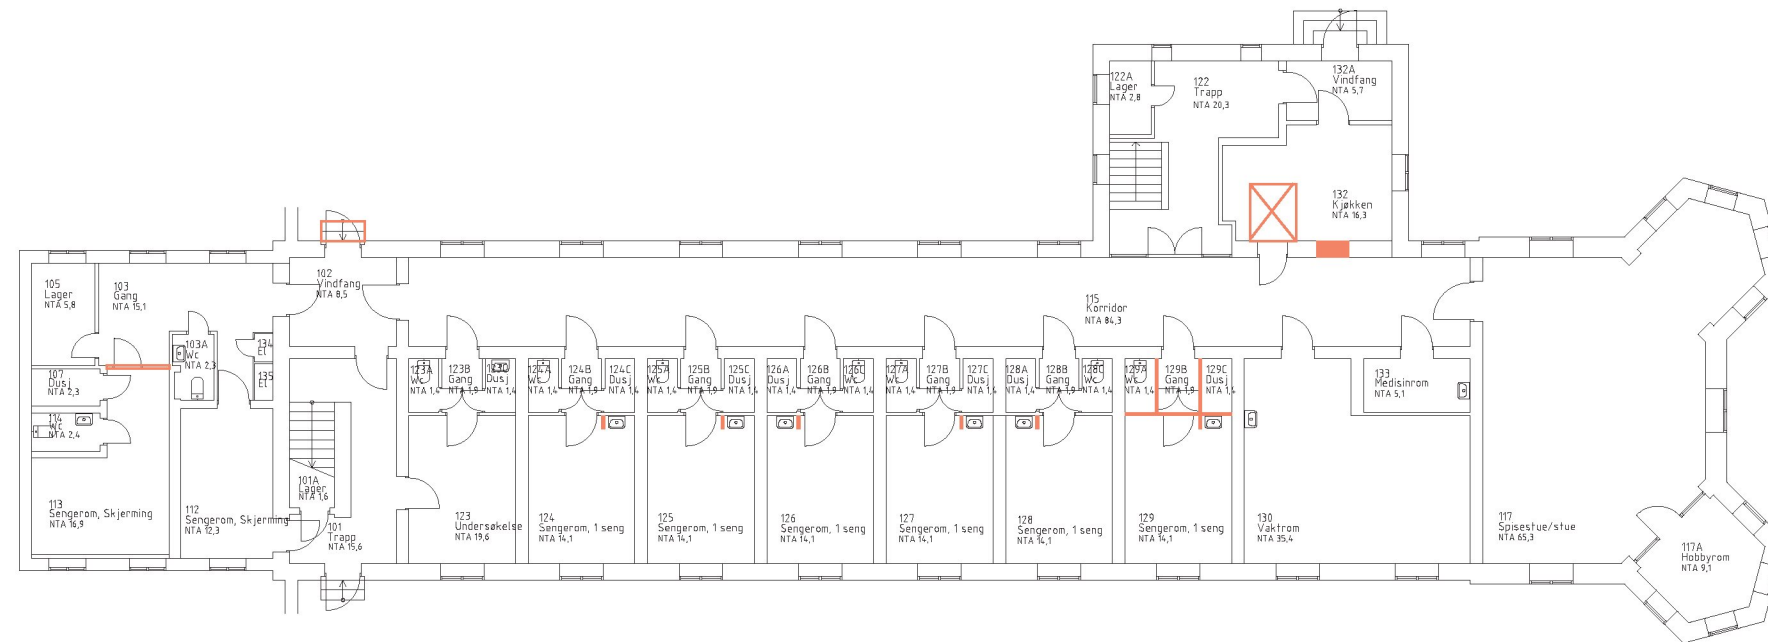 122A
Lager
NTA 2,8
122
Trapp
NTA 20,3
132A
Vindfang
NTA 5,7
132
Kjøkken
NTA 16,3
105
Lager
NTA 5,8
103
Gang
NTA 15,1
102
Vindfang
NTA 8,5
115
Korridor
NTA 84,3
103A
Wc
NTA 2,3
134
El
135
El
107
Dusj
NTA 2,3
114
Wc
NTA 2,4
123A
Wc
NTA 1,4
123B
Gang
NTA 1,9
Dusj
NTA 1,4
124A
Wc
NTA 1,4
124B
Gang
NTA 1,9
124C
Dusj
NTA 1,4
125A
Wc
NTA 1,4
125B
Gang
NTA 1,9
125C
Dusj
NTA 1,4
126A
Dusj
NTA 1,4
126B
Gang
NTA 1,9
126C
Wc
NTA 1,4
127A
Wc
NTA 1,4
127B
Gang
NTA 1,9
127C
Dusj
NTA 1,4
128A
Dusj
NTA 1,4
128B
Gang
NTA 1,9
128C
Wc
NTA 1,4
129A
Wc
NTA 1,4
129B
Gang
NTA 1,9
129C
Dusj
NTA 1,4
133
Medisinrom
NTA 5,1
113
Sengerom, Skjerming
NTA 16,9
112
Sengerom, Skjerming
NTA 12,3
101A
Lager
NTA 1,6
101
Trapp
NTA 15,6
123
Undersøkelse
NTA 19,6
124
Sengerom, 1 seng
NTA 14,1
125
Sengerom, 1 seng
NTA 14,1
126
Sengerom, 1 seng
NTA 14,1
127
Sengerom, 1 seng
NTA 14,1
128
Sengerom, 1 seng
NTA 14,1
129
Sengerom, 1 seng
NTA 14,1
130
Vaktrom
NTA 35,4
117
Spisestue/stue
NTA 65,3
117A
Hobbyrom
NTA 9,1